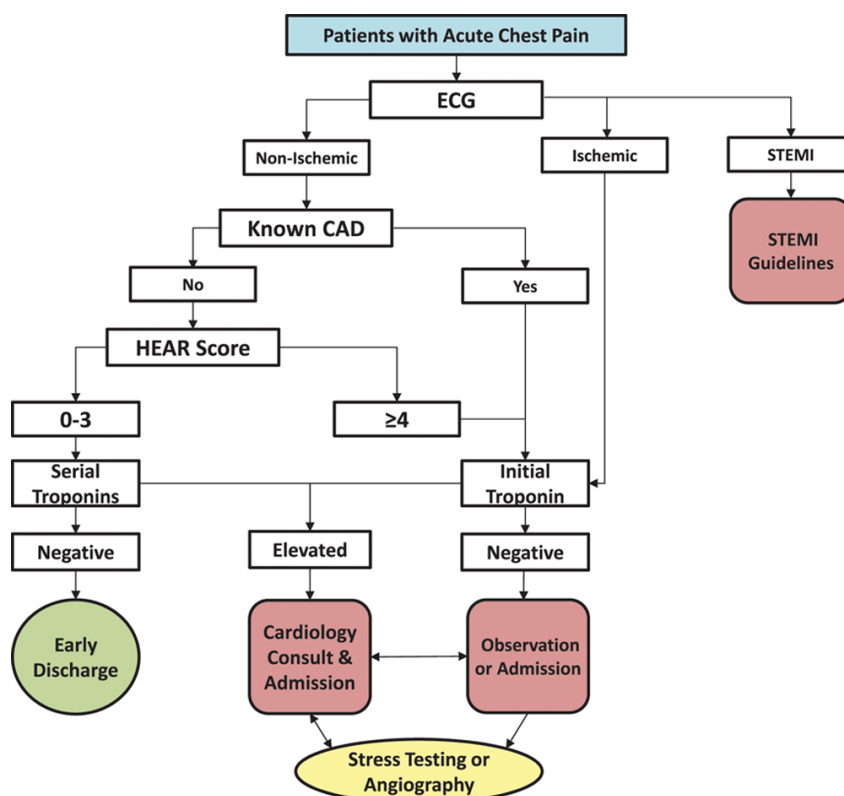 Patients with Acute Chest Pain
ECG
Non-Ischemic
Ischemic
STEMI
Known CAD
STEMI
Guidelines
No
Yes
HEAR Score
0-3
≥4
Serial
Troponins
Initial
Troponin
Negative
Elevated
Negative
Early
Discharge
Cardiology
Consult &
Admission
Observation
or Admission
Stress Testing or
Angiography